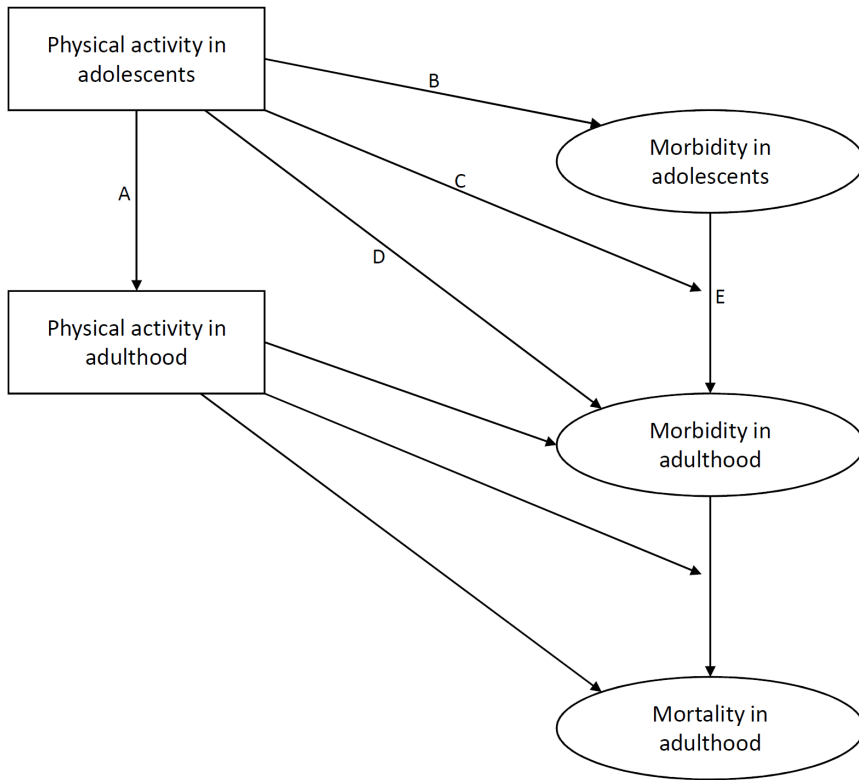 Physical activity in
adolescents
B
Morbidity in
adolescents
C
A
D
E
Physical activity in
adulthood
Morbidity in
adulthood
Mortality in
adulthood